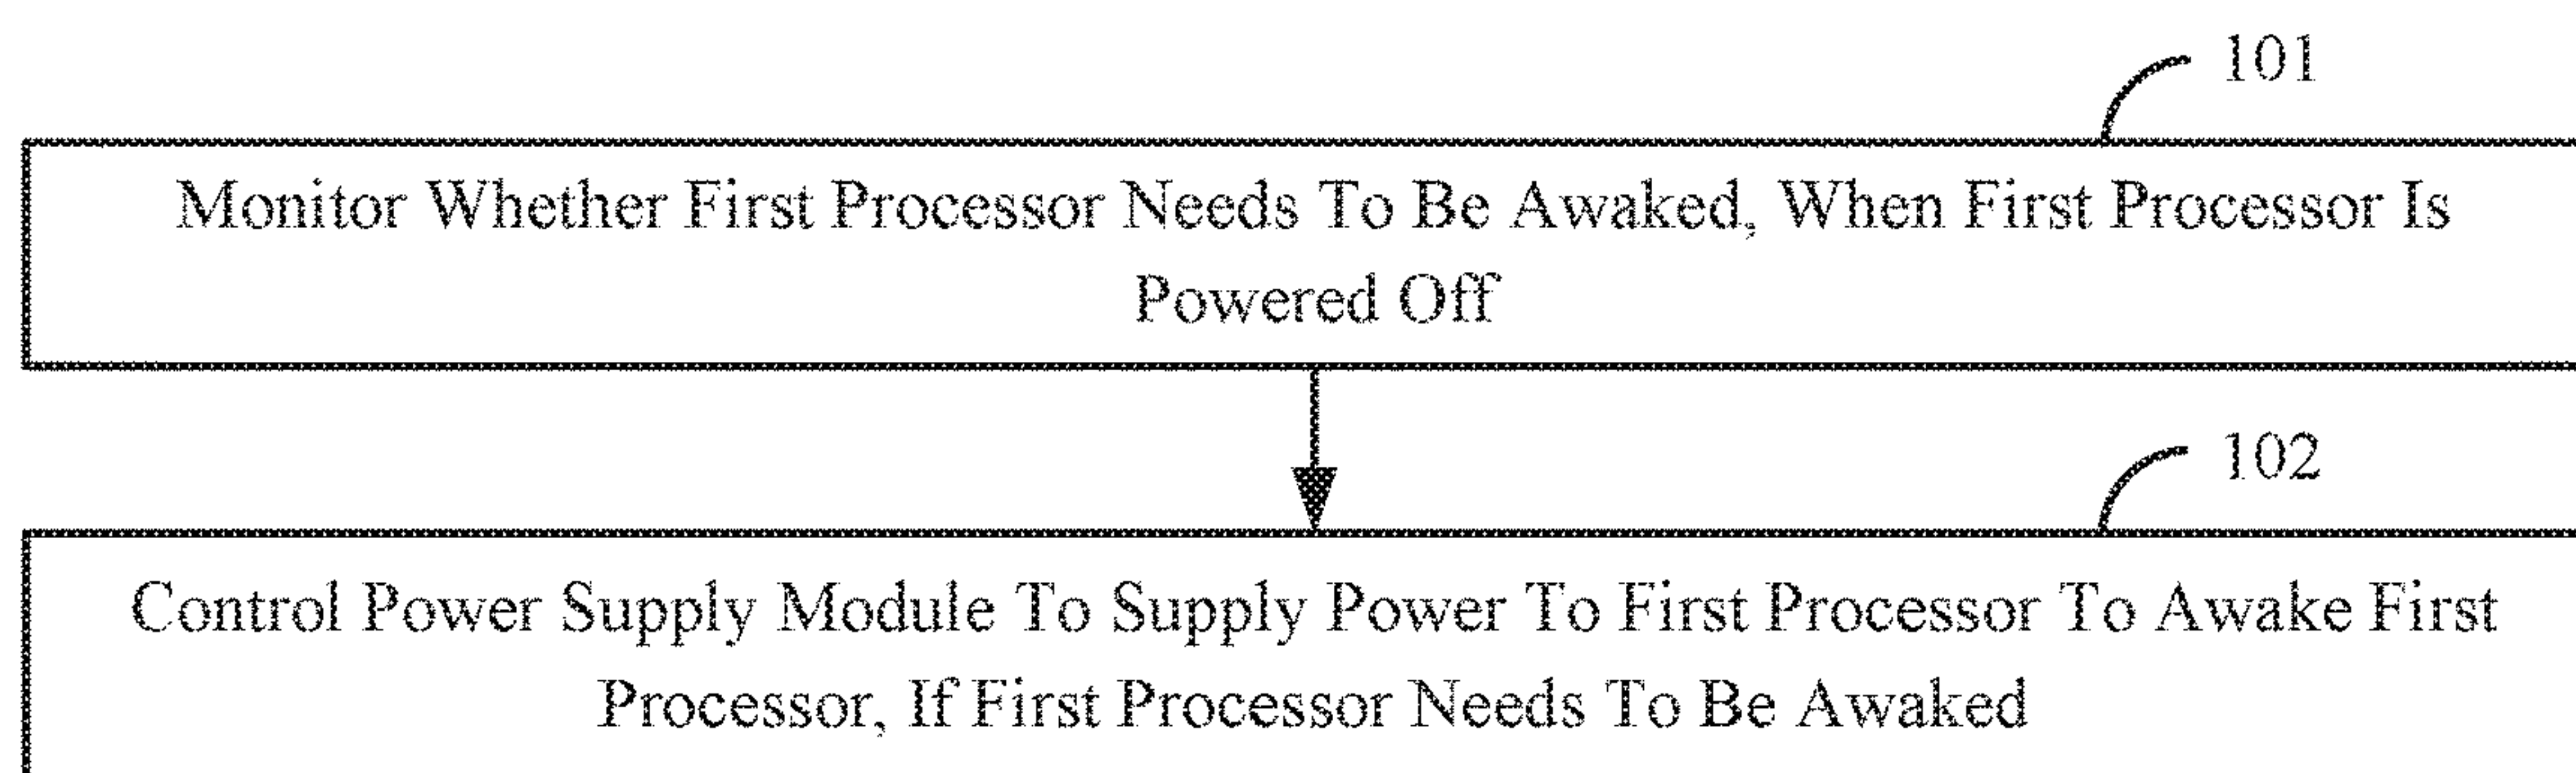 101
Monitor Whether First Processor Needs To Be Awaked, When First Processor Is
Powered Off
102
Control Power Supply Module To Supply Power To First Processor To Awake First
Processor, If First Processor Needs To Be Awaked